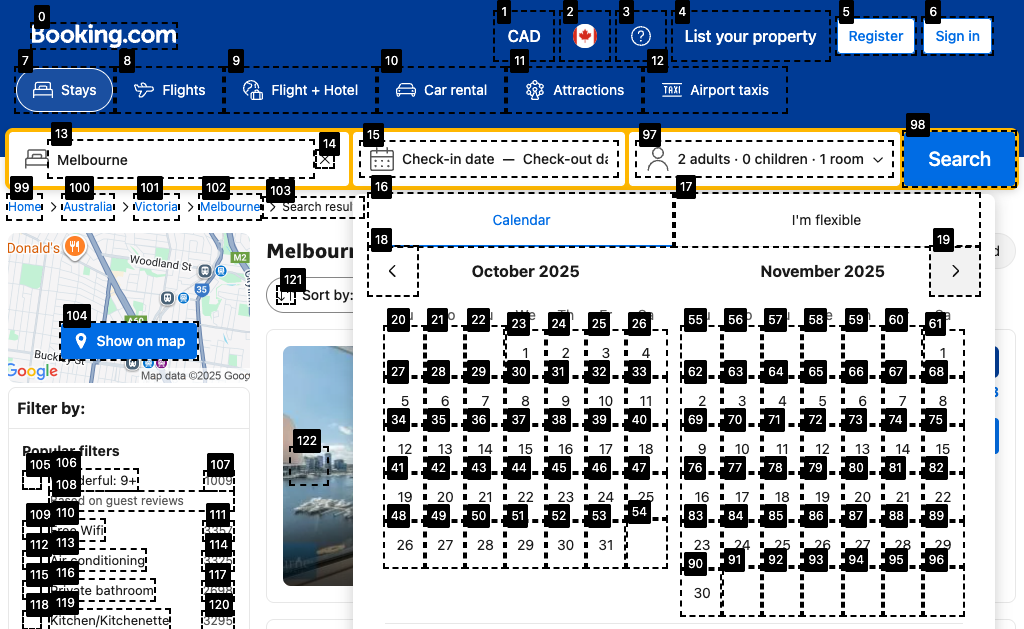 0
Booking.com
1
CAD
2
3
4
List your property
5
Register
6
Sign in
7
Stays
8
Flights
9
Flight + Hotel
10
Car rental
11
Attractions
12
Airport taxis
13
Melbourne
14
15
Check-in date — Check-out da
97
2 adults · 0 children · 1 room
98
Search
99
Home
100
Australia
101
Victoria
102
Melbourne
103
Search resul
16
Calendar
17
I'm flexible
18
October 2025
November 2025
19
Donald's
Woodland St
M2
35
A60
104
Show on map
Google
Map data ©2025 Goog
Melbour
121
Sort by:
122
Filter by:
Popular filters
105 106 107
derful: 9+ 1009
108
Based on guest reviews
109 110 111
Free Wifi 3357
112 113 114
Air conditioning
115 116 117
Private bathroom
118 119 120
Kitchen/Kitchenette 3295
20 21 22 23 24 25 26
1 2 3 4
27 28 29 30 31 32 33
5 6 7 8 9 10 11
34 35 36 37 38 39 40
12 13 14 15 16 17 18
41 42 43 44 45 46 47
19 20 21 22 23 24 25
48 49 50 51 52 53 54
26 27 28 29 30 31
55 56 57 58 59 60 61
1
62 63 64 65 66 67 68
2 3 4 5 6 7 8
69 70 71 72 73 74 75
9 10 11 12 13 14 15
76 77 78 79 80 81 82
16 17 18 19 20 21 22
83 84 85 86 87 88 89
23 24 25 26 27 28 29
90 91 92 93 94 95 96
30